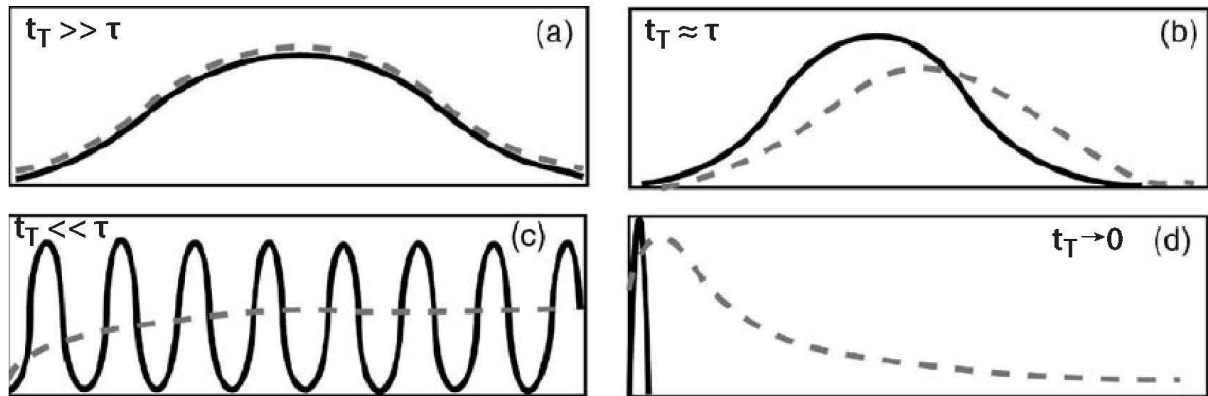 t_T >> τ (a)
t_T ≈ τ (b)
t_T << τ (c)
t_T → 0 (d)